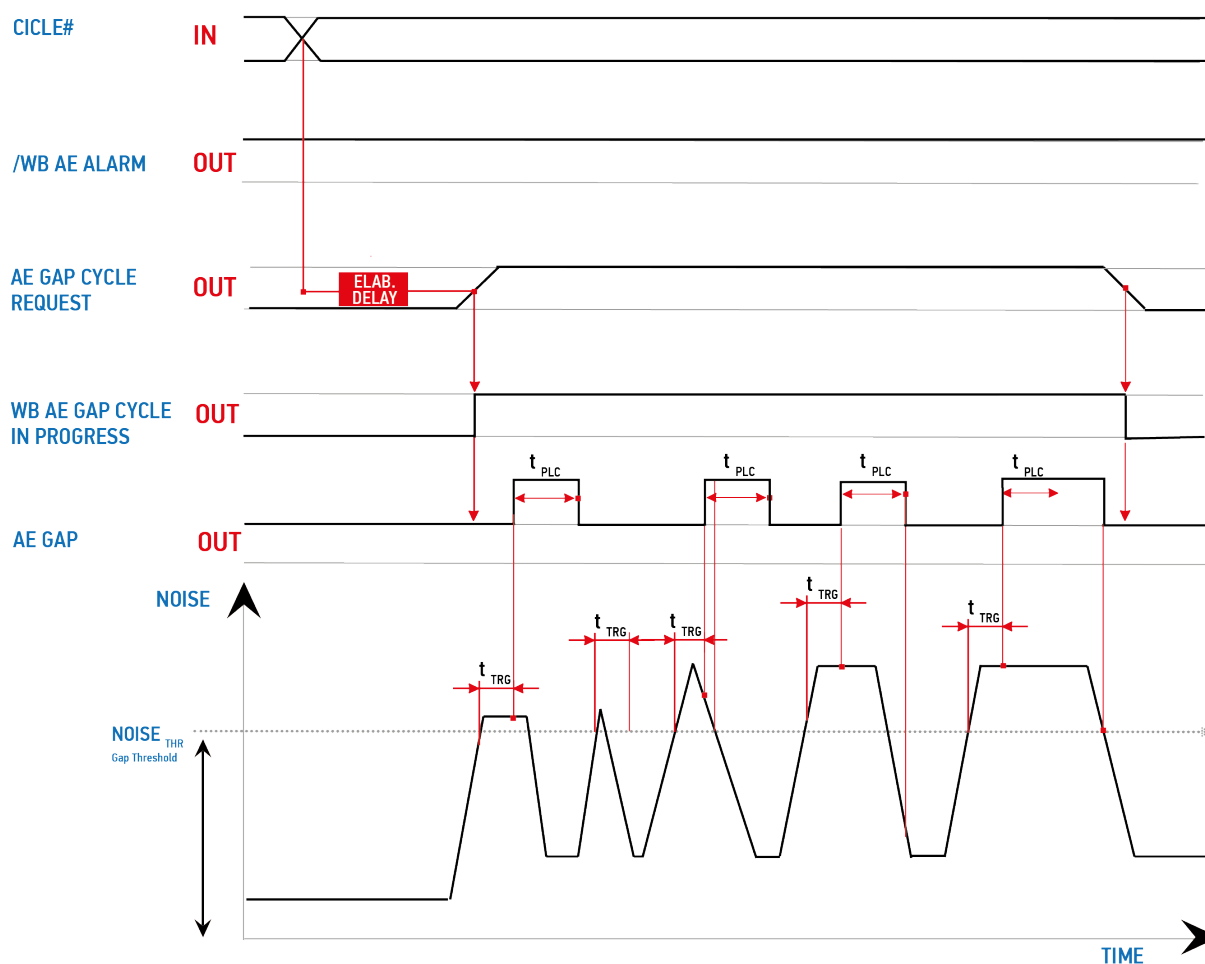 CICLE#
IN
/WB AE ALARM
OUT
AE GAP CYCLE
REQUEST
OUT
ELAB.
DELAY
WB AE GAP CYCLE
IN PROGRESS
OUT
t PLC
t PLC
t PLC
t PLC
AE GAP
OUT
NOISE
t TRG
t TRG
t TRG
t TRG
t TRG
NOISE THR
Gap Threshold
TIME